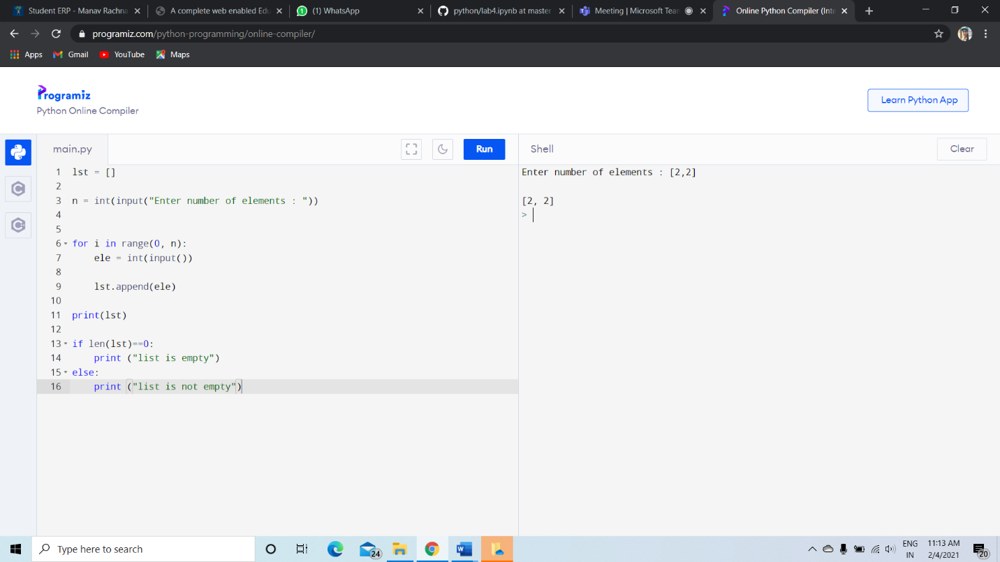 Student ERP - Manav Rachna
A complete web enabled Edu
(1) WhatsApp
python/lab4.ipynb at master
Meeting | Microsoft Team
Online Python Compiler (Inte
programiz.com/python-programming/online-compiler/
Apps
Gmail
YouTube
Maps
Programiz
Python Online Compiler
Learn Python App
main.py
Run
Shell
Clear
1 lst = []
2
3 n = int(input("Enter number of elements : "))
4
5
6 for i in range(0, n):
7 ele = int(input())
8
9 lst.append(ele)
10
11 print(lst)
12
13 if len(lst)==0:
14 print ("list is empty")
15 else:
16 print ("list is not empty")
Enter number of elements : [2,2]
[2, 2]
>
Type here to search
24
ENG
IN
11:13 AM
2/4/2021
20